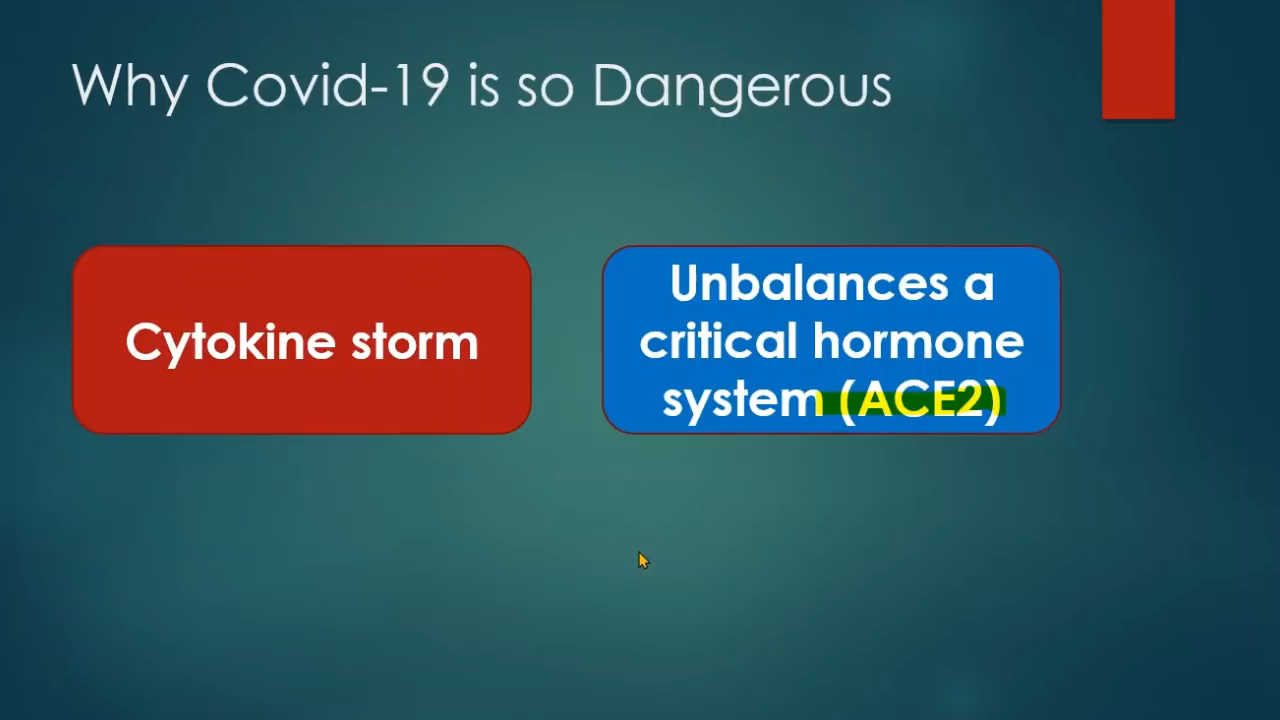 Why Covid-19 is so Dangerous
Cytokine storm
Unbalances a
critical hormone
system (ACE2)